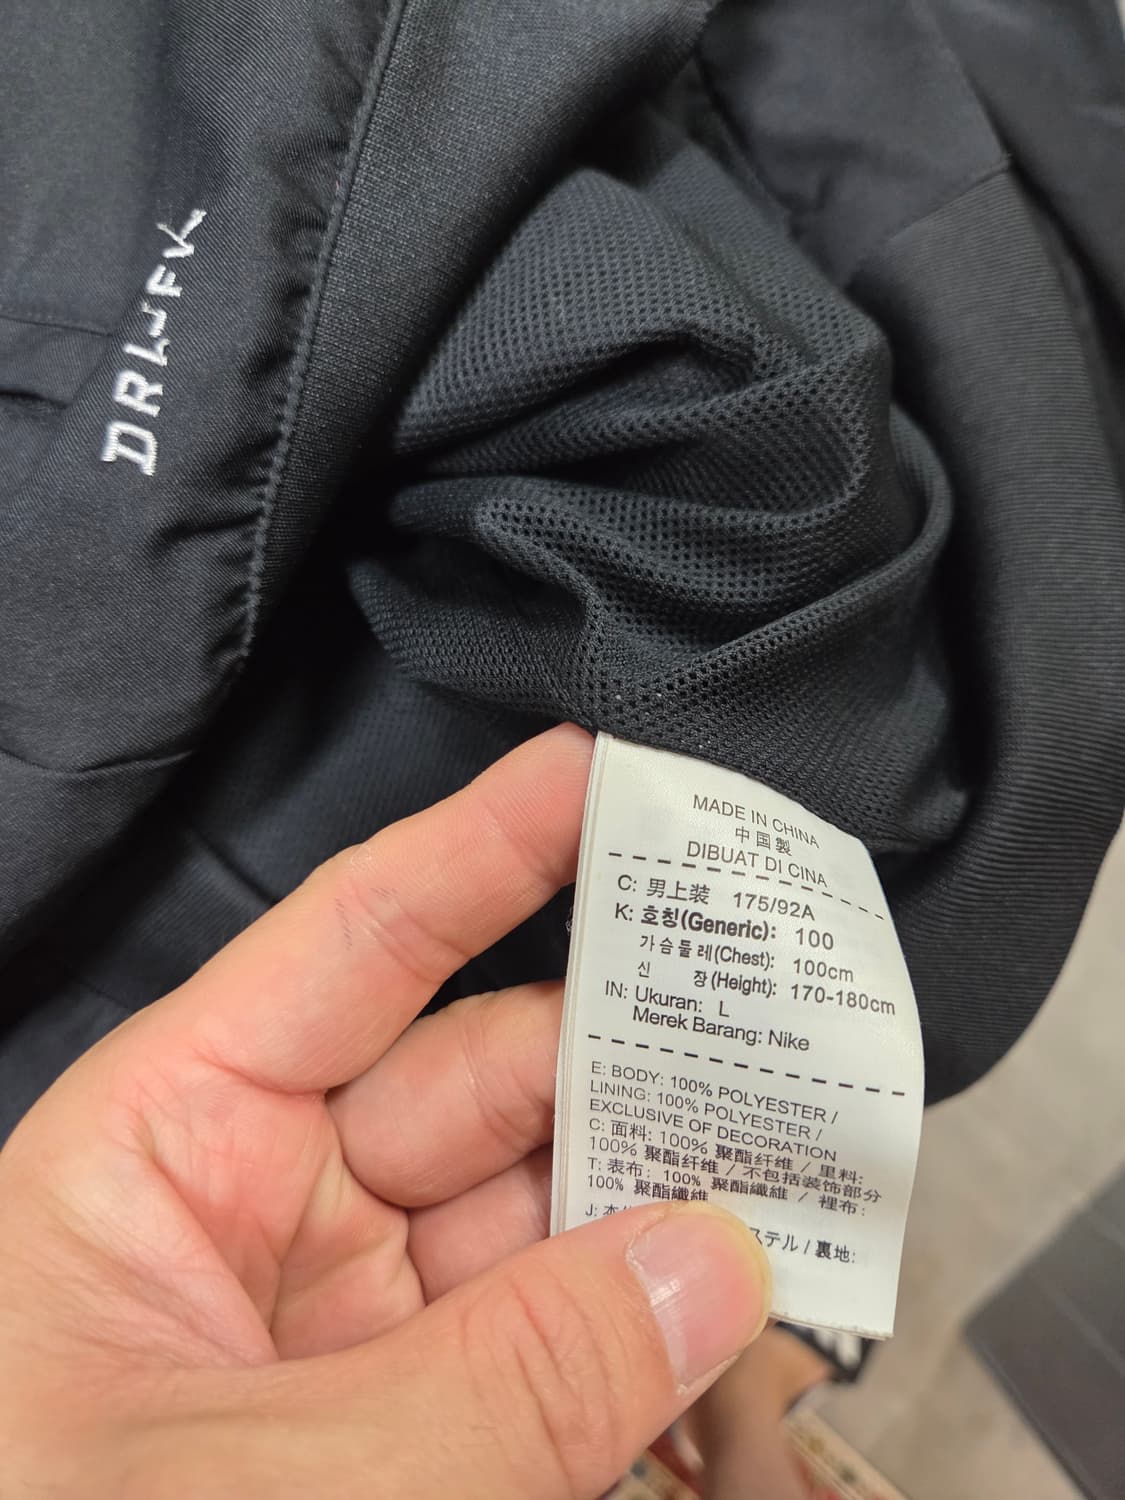 DRI-FIT
MADE IN CHINA
中国製
DIBUAT DI CINA
C: 男上装 175/92A
K: 호칭(Generic): 100
가슴둘레(Chest): 100cm
신 장(Height): 170-180cm
IN: Ukuran: L
Merek Barang: Nike
E: BODY: 100% POLYESTER /
LINING: 100% POLYESTER /
EXCLUSIVE OF DECORATION
C: 面料: 100% 聚酯纤维 / 里料:
100% 聚酯纤维 / 不包括装饰部分
T: 表布: 100% 聚酯纖維 / 裡布:
100% 聚酯纖維
J: ステル / 裏地: